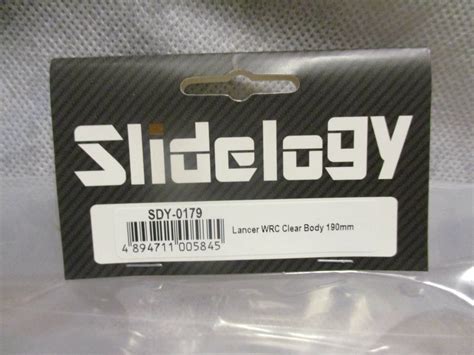 Slidelogy
SDY-0179
4 894711 005845
Lancer WRC Clear Body 190mm